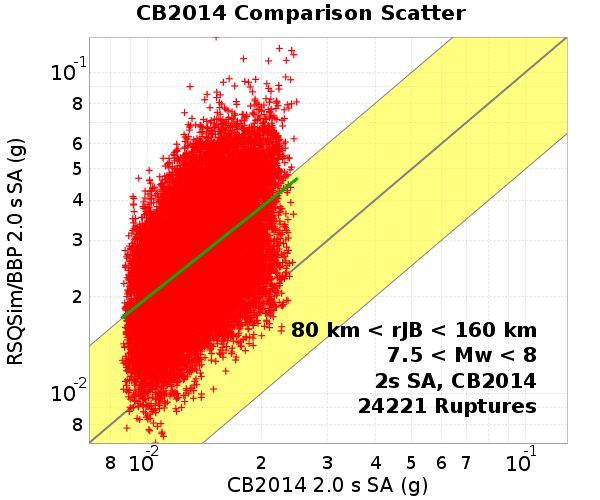 CB2014 Comparison Scatter
RSQSim/BBP 2.0 s SA (g)
10-1
8
6
5
4
3
2
10-2
8
80 km < rJB < 160 km
7.5 < Mw < 8
2s SA, CB2014
24221 Ruptures
8 10-2 2 3 4 5 6 7 10-1
CB2014 2.0 s SA (g)